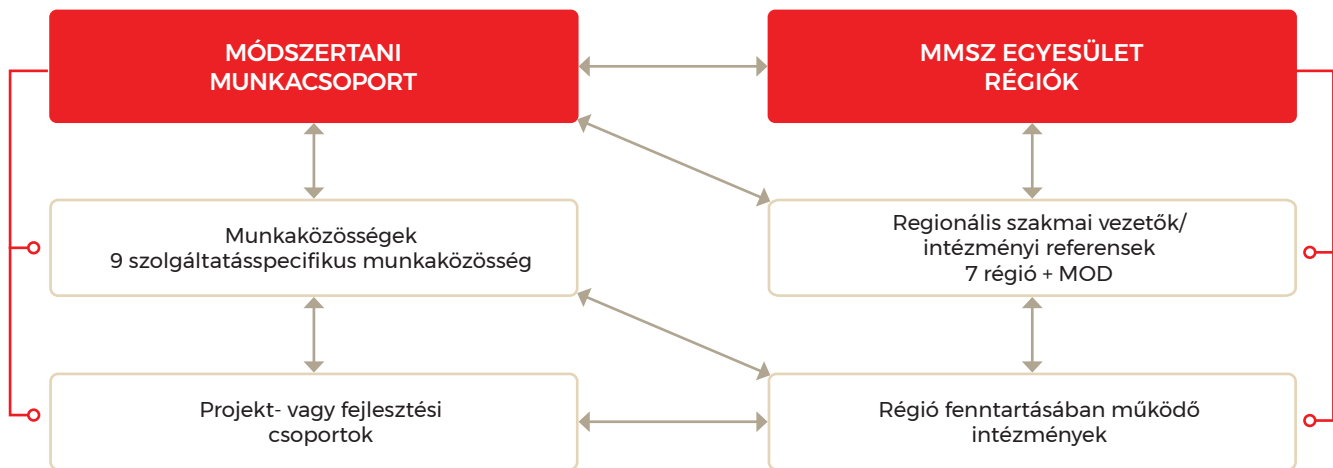 MÓDSZERTANI
MUNKACSOPORT
MMSZ EGYESÜLET
RÉGIÓK
Munkaközösségek
9 szolgáltatásspecifikus munkaközösség
Regionális szakmai vezetők/
intézményi referensek
7 régió + MOD
Projekt- vagy fejlesztési
csoportok
Régió fenntartásában működő
intézmények